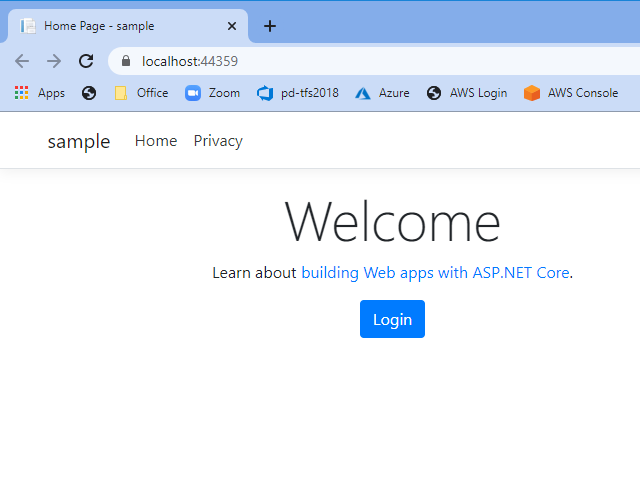 Home Page - sample
localhost:44359
Apps Office Zoom pd-tfs2018 Azure AWS Login AWS Console
sample Home Privacy
Welcome
Learn about building Web apps with ASP.NET Core.
Login